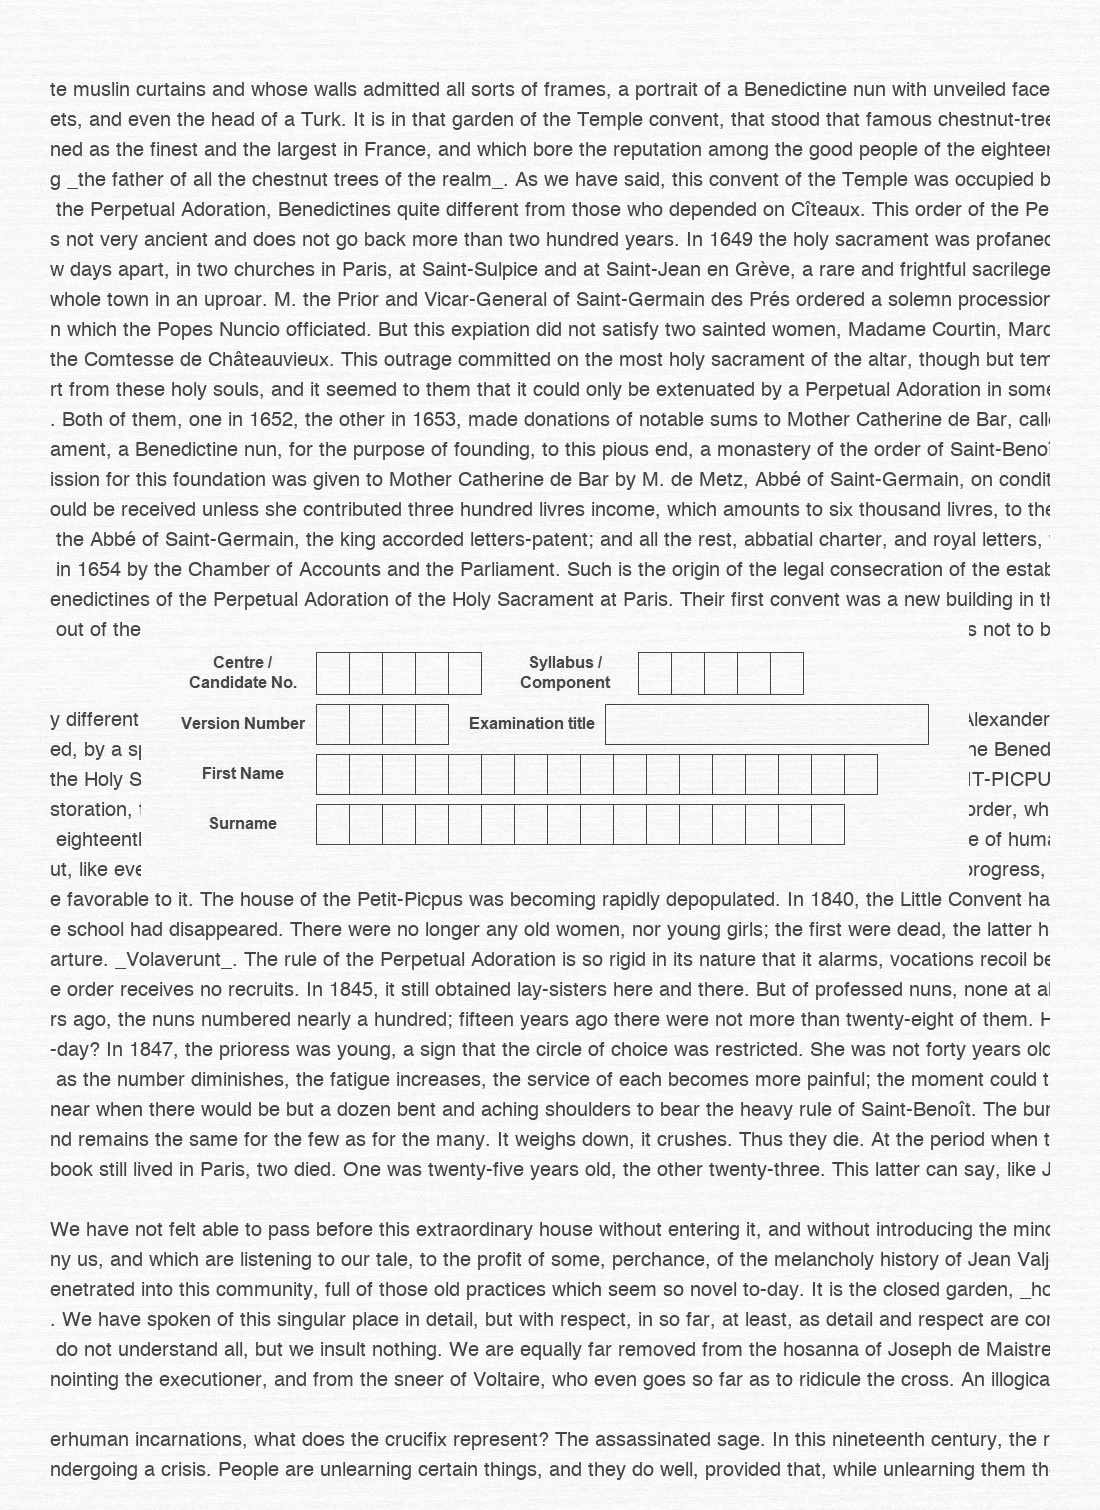 te muslin curtains and whose walls admitted all sorts of frames, a portrait of a Benedictine nun with unveiled face
ets, and even the head of a Turk. It is in that garden of the Temple convent, that stood that famous chestnut-tree
ned as the finest and the largest in France, and which bore the reputation among the good people of the eighteen
g _the father of all the chestnut trees of the realm_. As we have said, this convent of the Temple was occupied b
the Perpetual Adoration, Benedictines quite different from those who depended on Cîteaux. This order of the Pe
s not very ancient and does not go back more than two hundred years. In 1649 the holy sacrament was profaned
w days apart, in two churches in Paris, at Saint-Sulpice and at Saint-Jean en Grève, a rare and frightful sacrilege
whole town in an uproar. M. the Prior and Vicar-General of Saint-Germain des Prés ordered a solemn procession
n which the Popes Nuncio officiated. But this expiation did not satisfy two sainted women, Madame Courtin, Marq
the Comtesse de Châteauvieux. This outrage committed on the most holy sacrament of the altar, though but tem
rt from these holy souls, and it seemed to them that it could only be extenuated by a Perpetual Adoration in some
. Both of them, one in 1652, the other in 1653, made donations of notable sums to Mother Catherine de Bar, calle
ament, a Benedictine nun, for the purpose of founding, to this pious end, a monastery of the order of Saint-Benoî
ission for this foundation was given to Mother Catherine de Bar by M. de Metz, Abbé of Saint-Germain, on condit
ould be received unless she contributed three hundred livres income, which amounts to six thousand livres, to the
the Abbé of Saint-Germain, the king accorded letters-patent; and all the rest, abbatial charter, and royal letters,
in 1654 by the Chamber of Accounts and the Parliament. Such is the origin of the legal consecration of the estab
enedictines of the Perpetual Adoration of the Holy Sacrament at Paris. Their first convent was a new building in th
out of the s not to b
Centre / Candidate No. Syllabus / Component
y different Version Number Examination title Alexander
ed, by a sp he Bened
the Holy S First Name NT-PICPU
storation, order, wh
eighteenth Surname e of huma
ut, like eve progress,
e favorable to it. The house of the Petit-Picpus was becoming rapidly depopulated. In 1840, the Little Convent ha
e school had disappeared. There were no longer any old women, nor young girls; the first were dead, the latter h
arture. _Volaverunt_. The rule of the Perpetual Adoration is so rigid in its nature that it alarms, vocations recoil be
e order receives no recruits. In 1845, it still obtained lay-sisters here and there. But of professed nuns, none at al
rs ago, the nuns numbered nearly a hundred; fifteen years ago there were not more than twenty-eight of them. H
-day? In 1847, the prioress was young, a sign that the circle of choice was restricted. She was not forty years old
as the number diminishes, the fatigue increases, the service of each becomes more painful; the moment could t
near when there would be but a dozen bent and aching shoulders to bear the heavy rule of Saint-Benoît. The bur
nd remains the same for the few as for the many. It weighs down, it crushes. Thus they die. At the period when t
book still lived in Paris, two died. One was twenty-five years old, the other twenty-three. This latter can say, like J
We have not felt able to pass before this extraordinary house without entering it, and without introducing the mind
ny us, and which are listening to our tale, to the profit of some, perchance, of the melancholy history of Jean Valj
enetrated into this community, full of those old practices which seem so novel to-day. It is the closed garden, _ho
. We have spoken of this singular place in detail, but with respect, in so far, at least, as detail and respect are con
do not understand all, but we insult nothing. We are equally far removed from the hosanna of Joseph de Maistre
nointing the executioner, and from the sneer of Voltaire, who even goes so far as to ridicule the cross. An illogica
erhuman incarnations, what does the crucifix represent? The assassinated sage. In this nineteenth century, the r
ndergoing a crisis. People are unlearning certain things, and they do well, provided that, while unlearning them th